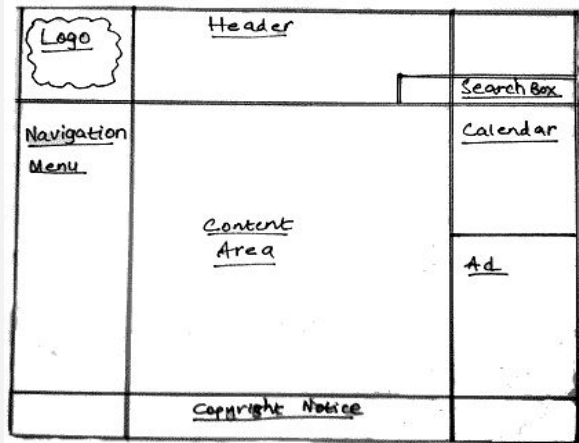 Logo
Header
Search Box
Navigation
Menu
Calendar
Content
Area
Ad
Copyright Notice